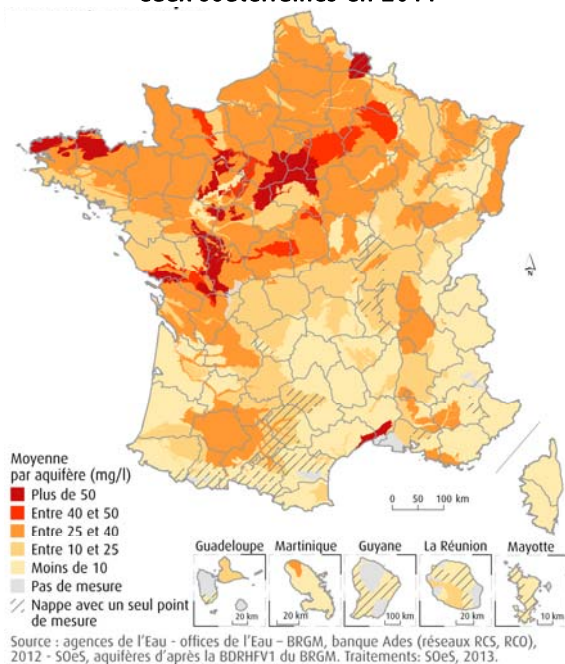 eaux souterraines en 2011
Moyenne
par aquifère (mg/l)
Plus de 50
Entre 40 et 50
Entre 25 et 40
Entre 10 et 25
Moins de 10
Pas de mesure
Nappe avec un seul point
de mesure
N
0 50 100 km
Guadeloupe Martinique Guyane La Réunion Mayotte
20 km 20 km 100 km 20 km 10 km
Source : agences de l'Eau - offices de l'Eau – BRGM, banque Ades (réseaux RCS, RCO),
2012 - SOeS, aquifères d'après la BDRHFV1 du BRGM. Traitements: SOeS, 2013.